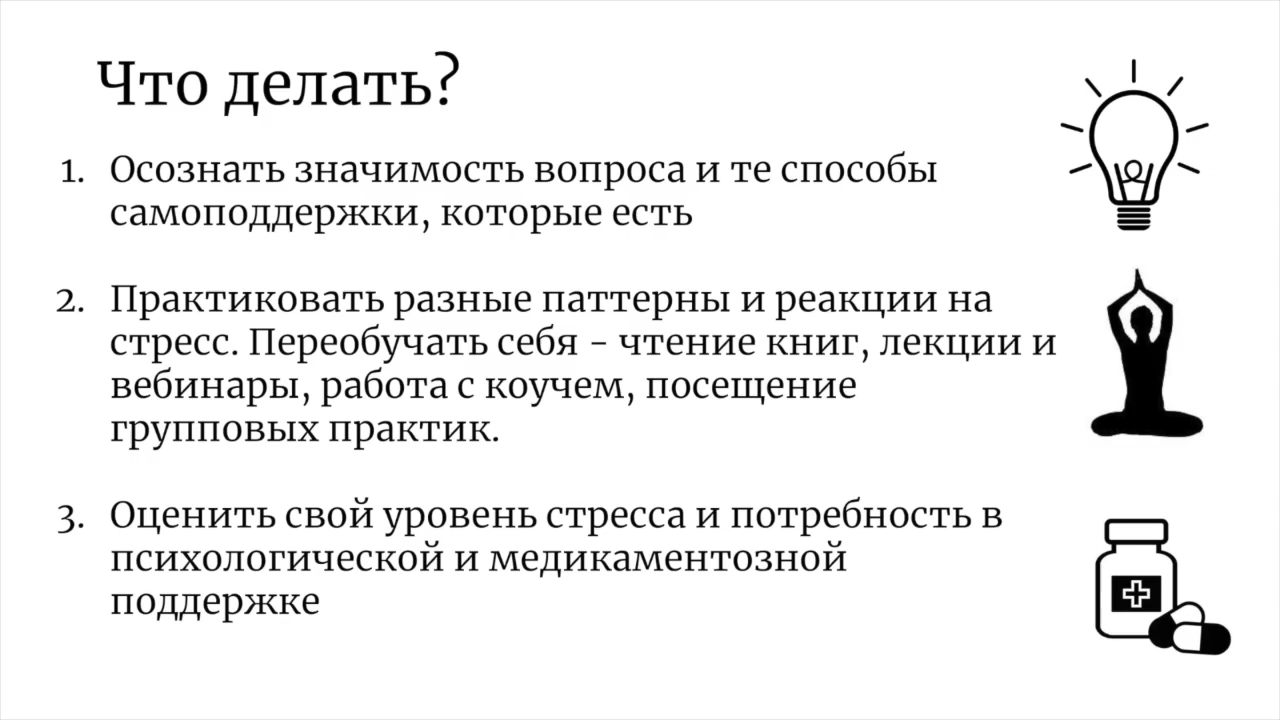 Что делать?
1. Осознать значимость вопроса и те способы
самоподдержки, которые есть
2. Практиковать разные паттерны и реакции на
стресс. Переобучать себя - чтение книг, лекции и
вебинары, работа с коучем, посещение
групповых практик.
3. Оценить свой уровень стресса и потребность в
психологической и медикаментозной
поддержке